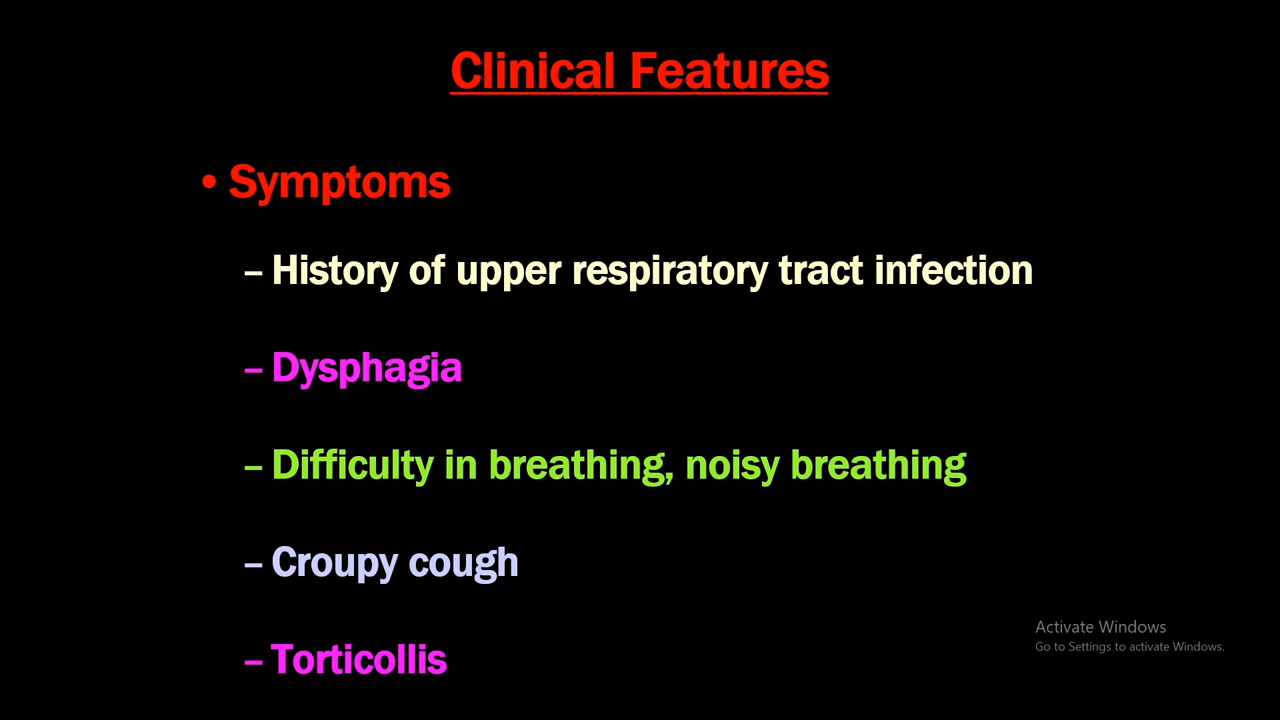 Clinical Features
• Symptoms
– History of upper respiratory tract infection
– Dysphagia
– Difficulty in breathing, noisy breathing
– Croupy cough
– Torticollis
Activate Windows
Go to Settings to activate Windows.